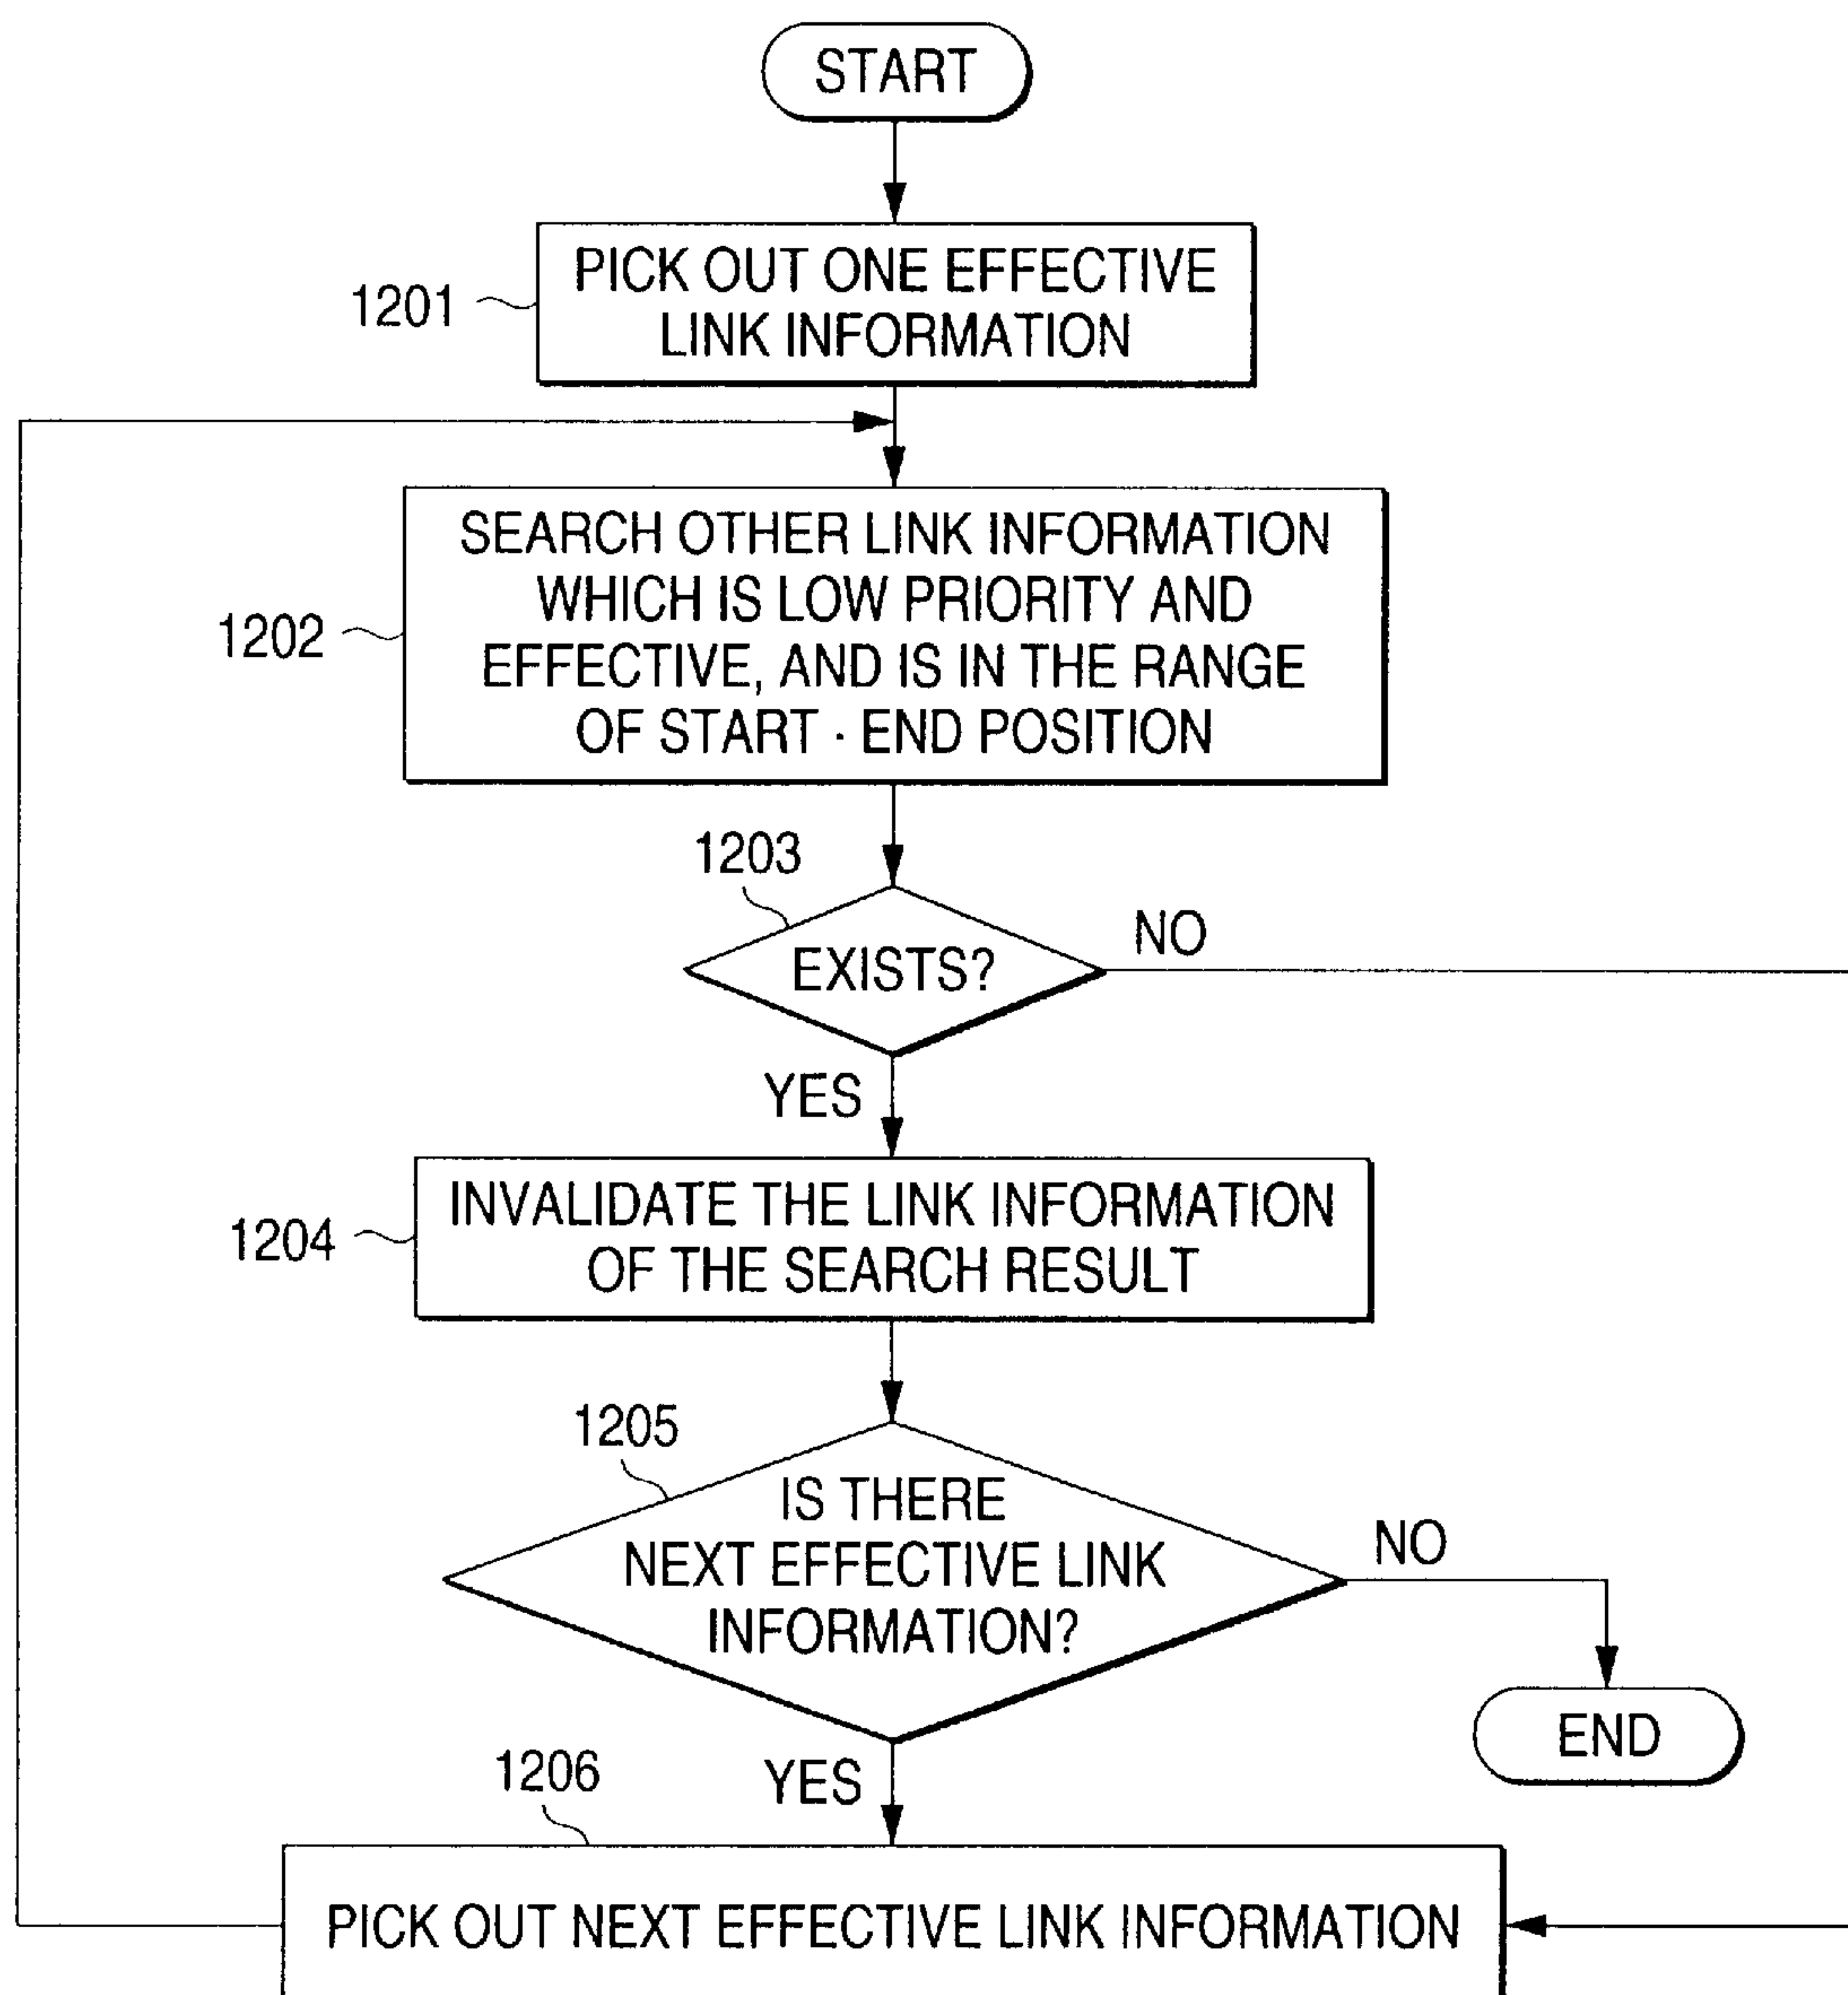 START
PICK OUT ONE EFFECTIVE
LINK INFORMATION
1201
SEARCH OTHER LINK INFORMATION
WHICH IS LOW PRIORITY AND
EFFECTIVE, AND IS IN THE RANGE
OF START · END POSITION
1202
1203
EXISTS?
NO
YES
INVALIDATE THE LINK INFORMATION
OF THE SEARCH RESULT
1204
1205
IS THERE
NEXT EFFECTIVE LINK
INFORMATION?
NO
END
YES
1206
PICK OUT NEXT EFFECTIVE LINK INFORMATION